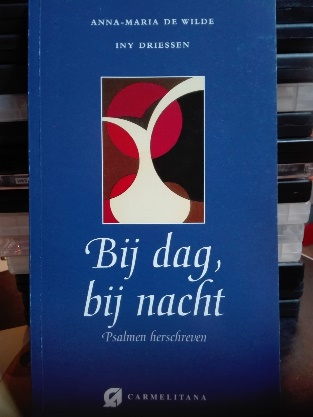 ANNA-MARIA DE WILDE
INY DRIESSEN
Bij dag,
bij nacht
Psalmen herschreven
CARMELITANA